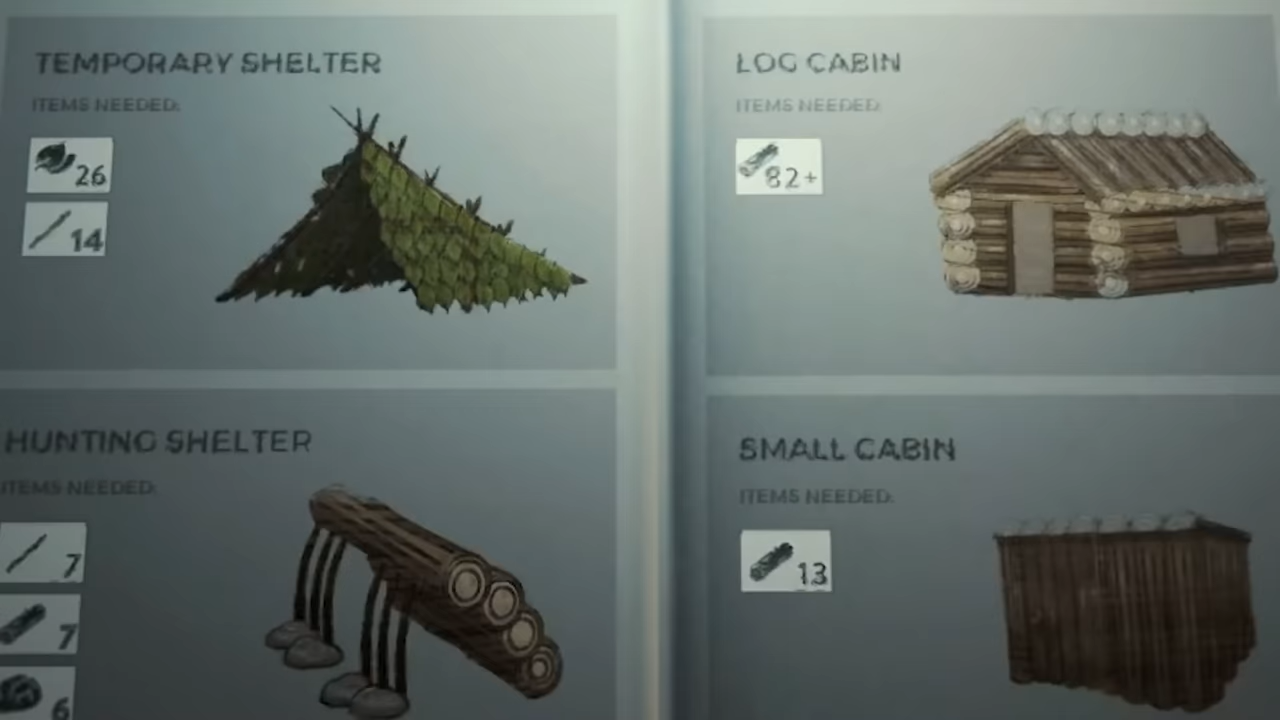 TEMPORARY SHELTER
ITEMS NEEDED:
26
14
HUNTING SHELTER
ITEMS NEEDED:
7
7
6
LOG CABIN
ITEMS NEEDED:
82+
SMALL CABIN
ITEMS NEEDED:
13